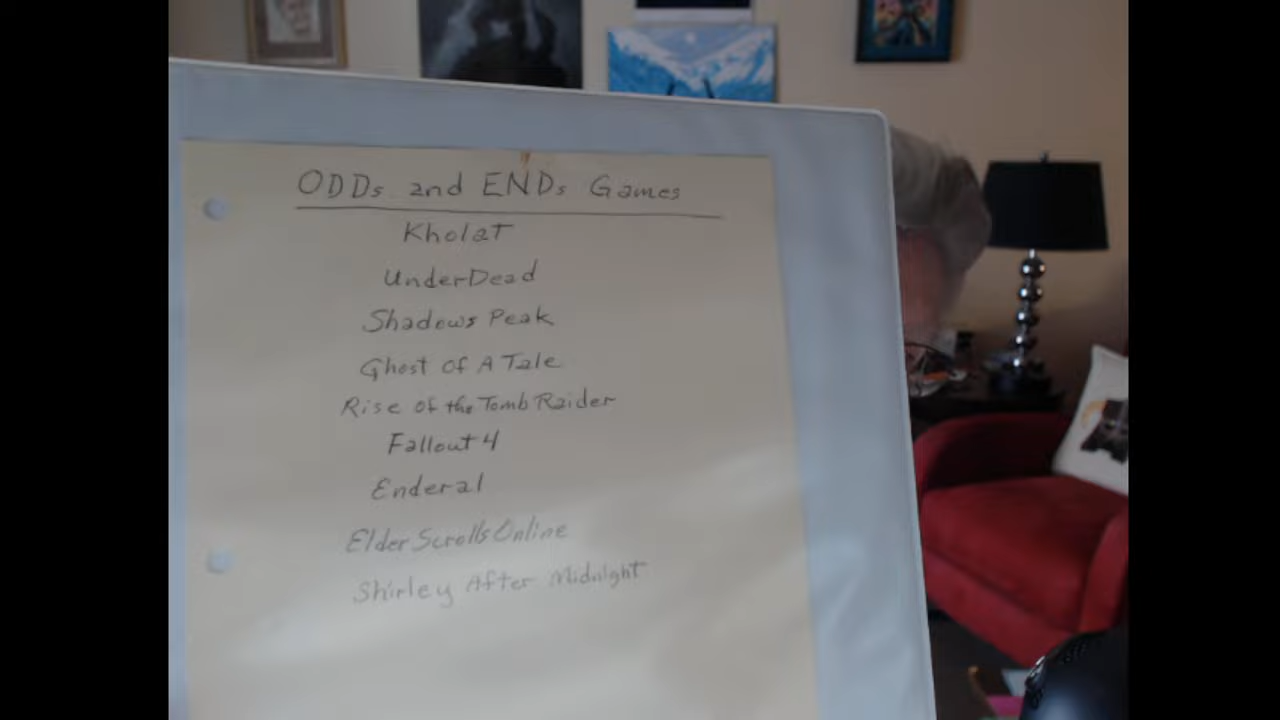 ODDs and ENDs Games
Kholat
UnderDead
Shadows Peak
Ghost Of A Tale
Rise Of the Tomb Raider
Fallout 4
Enderal
Elder Scrolls Online
Shirley After Midnight